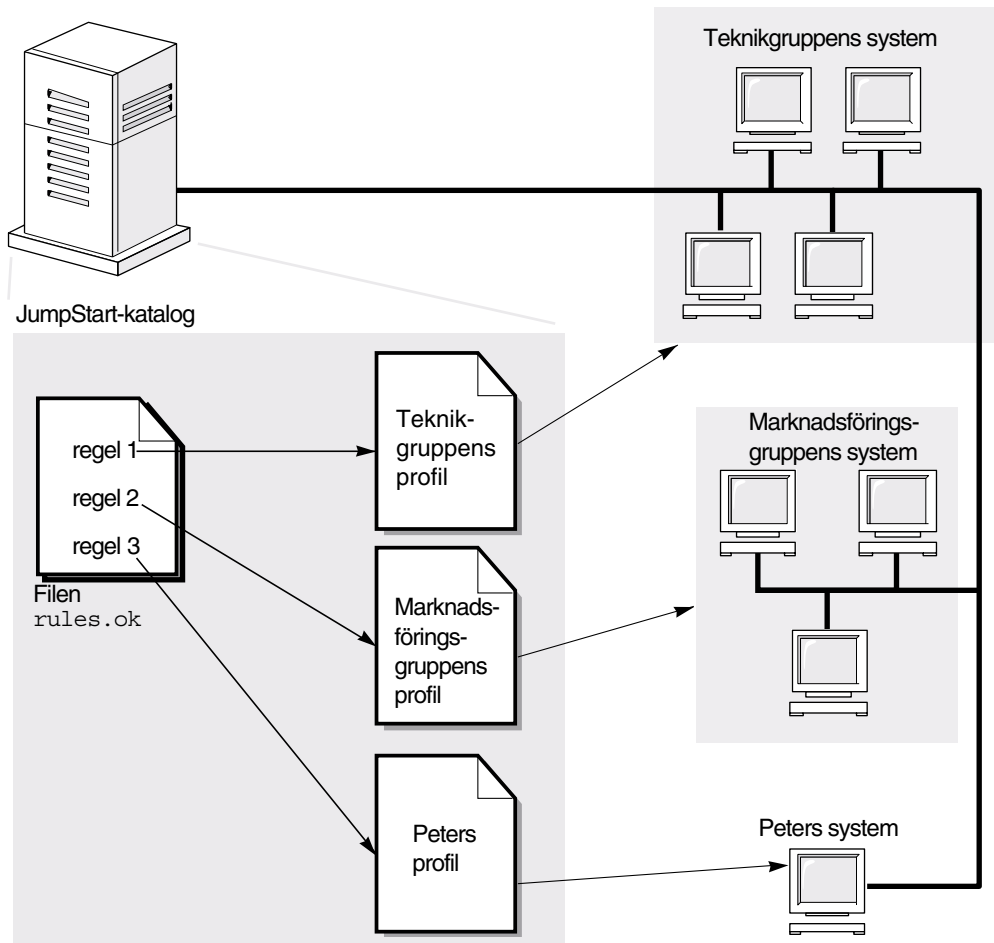 Teknikgruppens system
JumpStart-katalog
regel 1
regel 2
regel 3
Filen
rules.ok
Teknik-
gruppens
profil
Marknads-
förings-
gruppens
profil
Peters
profil
Marknadsförings-
gruppens system
Peters system